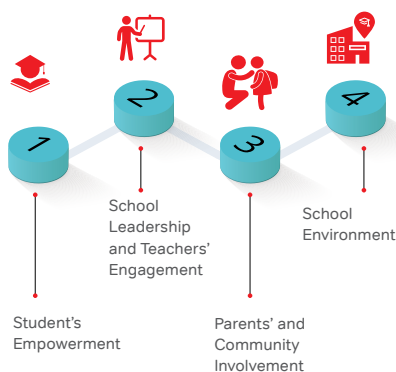 1
Student's
Empowerment
2
School
Leadership
and Teachers'
Engagement
3
Parents' and
Community
Involvement
4
School
Environment